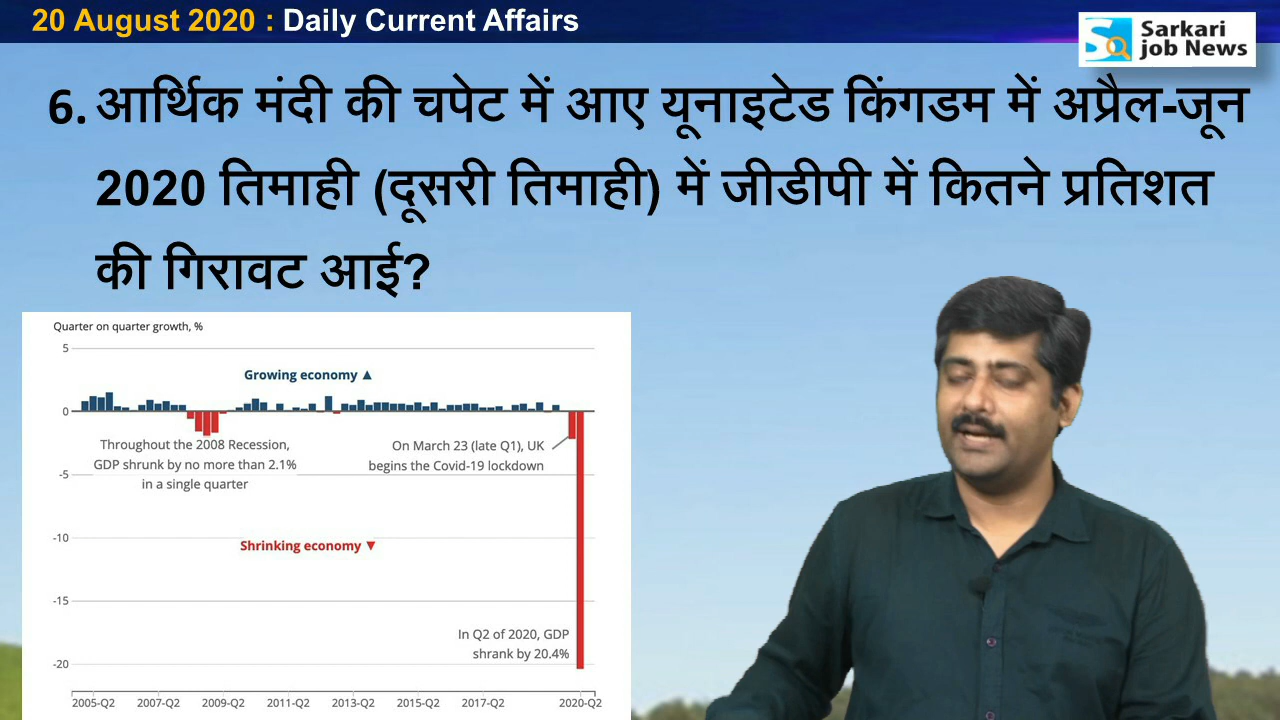 20 August 2020 : Daily Current Affairs
Sarkari
job News
6. आर्थिक मंदी की चपेट में आए यूनाइटेड किंगडम में अप्रैल-जून
2020 तिमाही (दूसरी तिमाही) में जीडीपी में कितने प्रतिशत
की गिरावट आई?
Quarter on quarter growth, %
5
Growing economy ▲
0
Throughout the 2008 Recession,
GDP shrunk by no more than 2.1%
in a single quarter
On March 23 (late Q1), UK
begins the Covid-19 lockdown
-5
-10
Shrinking economy ▼
-15
In Q2 of 2020, GDP
shrank by 20.4%
-20
2005-Q2 2007-Q2 2009-Q2 2011-Q2 2013-Q2 2015-Q2 2017-Q2 2020-Q2